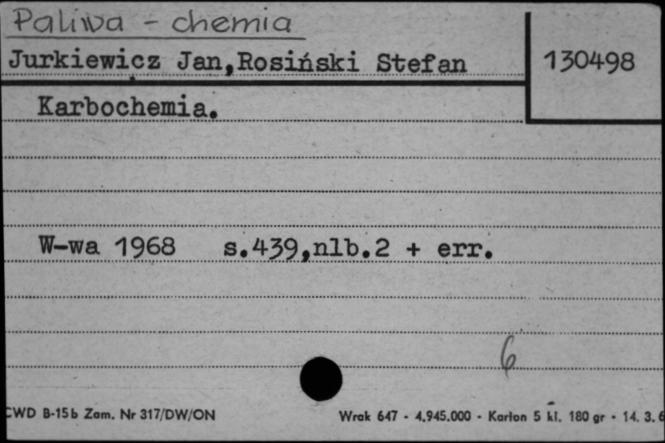 Paliwa - chemia
Jurkiewicz Jan,Rosiński Stefan
130498
Karbochemia.
W-wa 1968 s.439,nlb.2 + err.
6
CWD B-15b Zam. Nr 317/DW/ON Wrak 647 - 4.945.000 - Karton 5 kl. 180 gr - 14. 3. 6